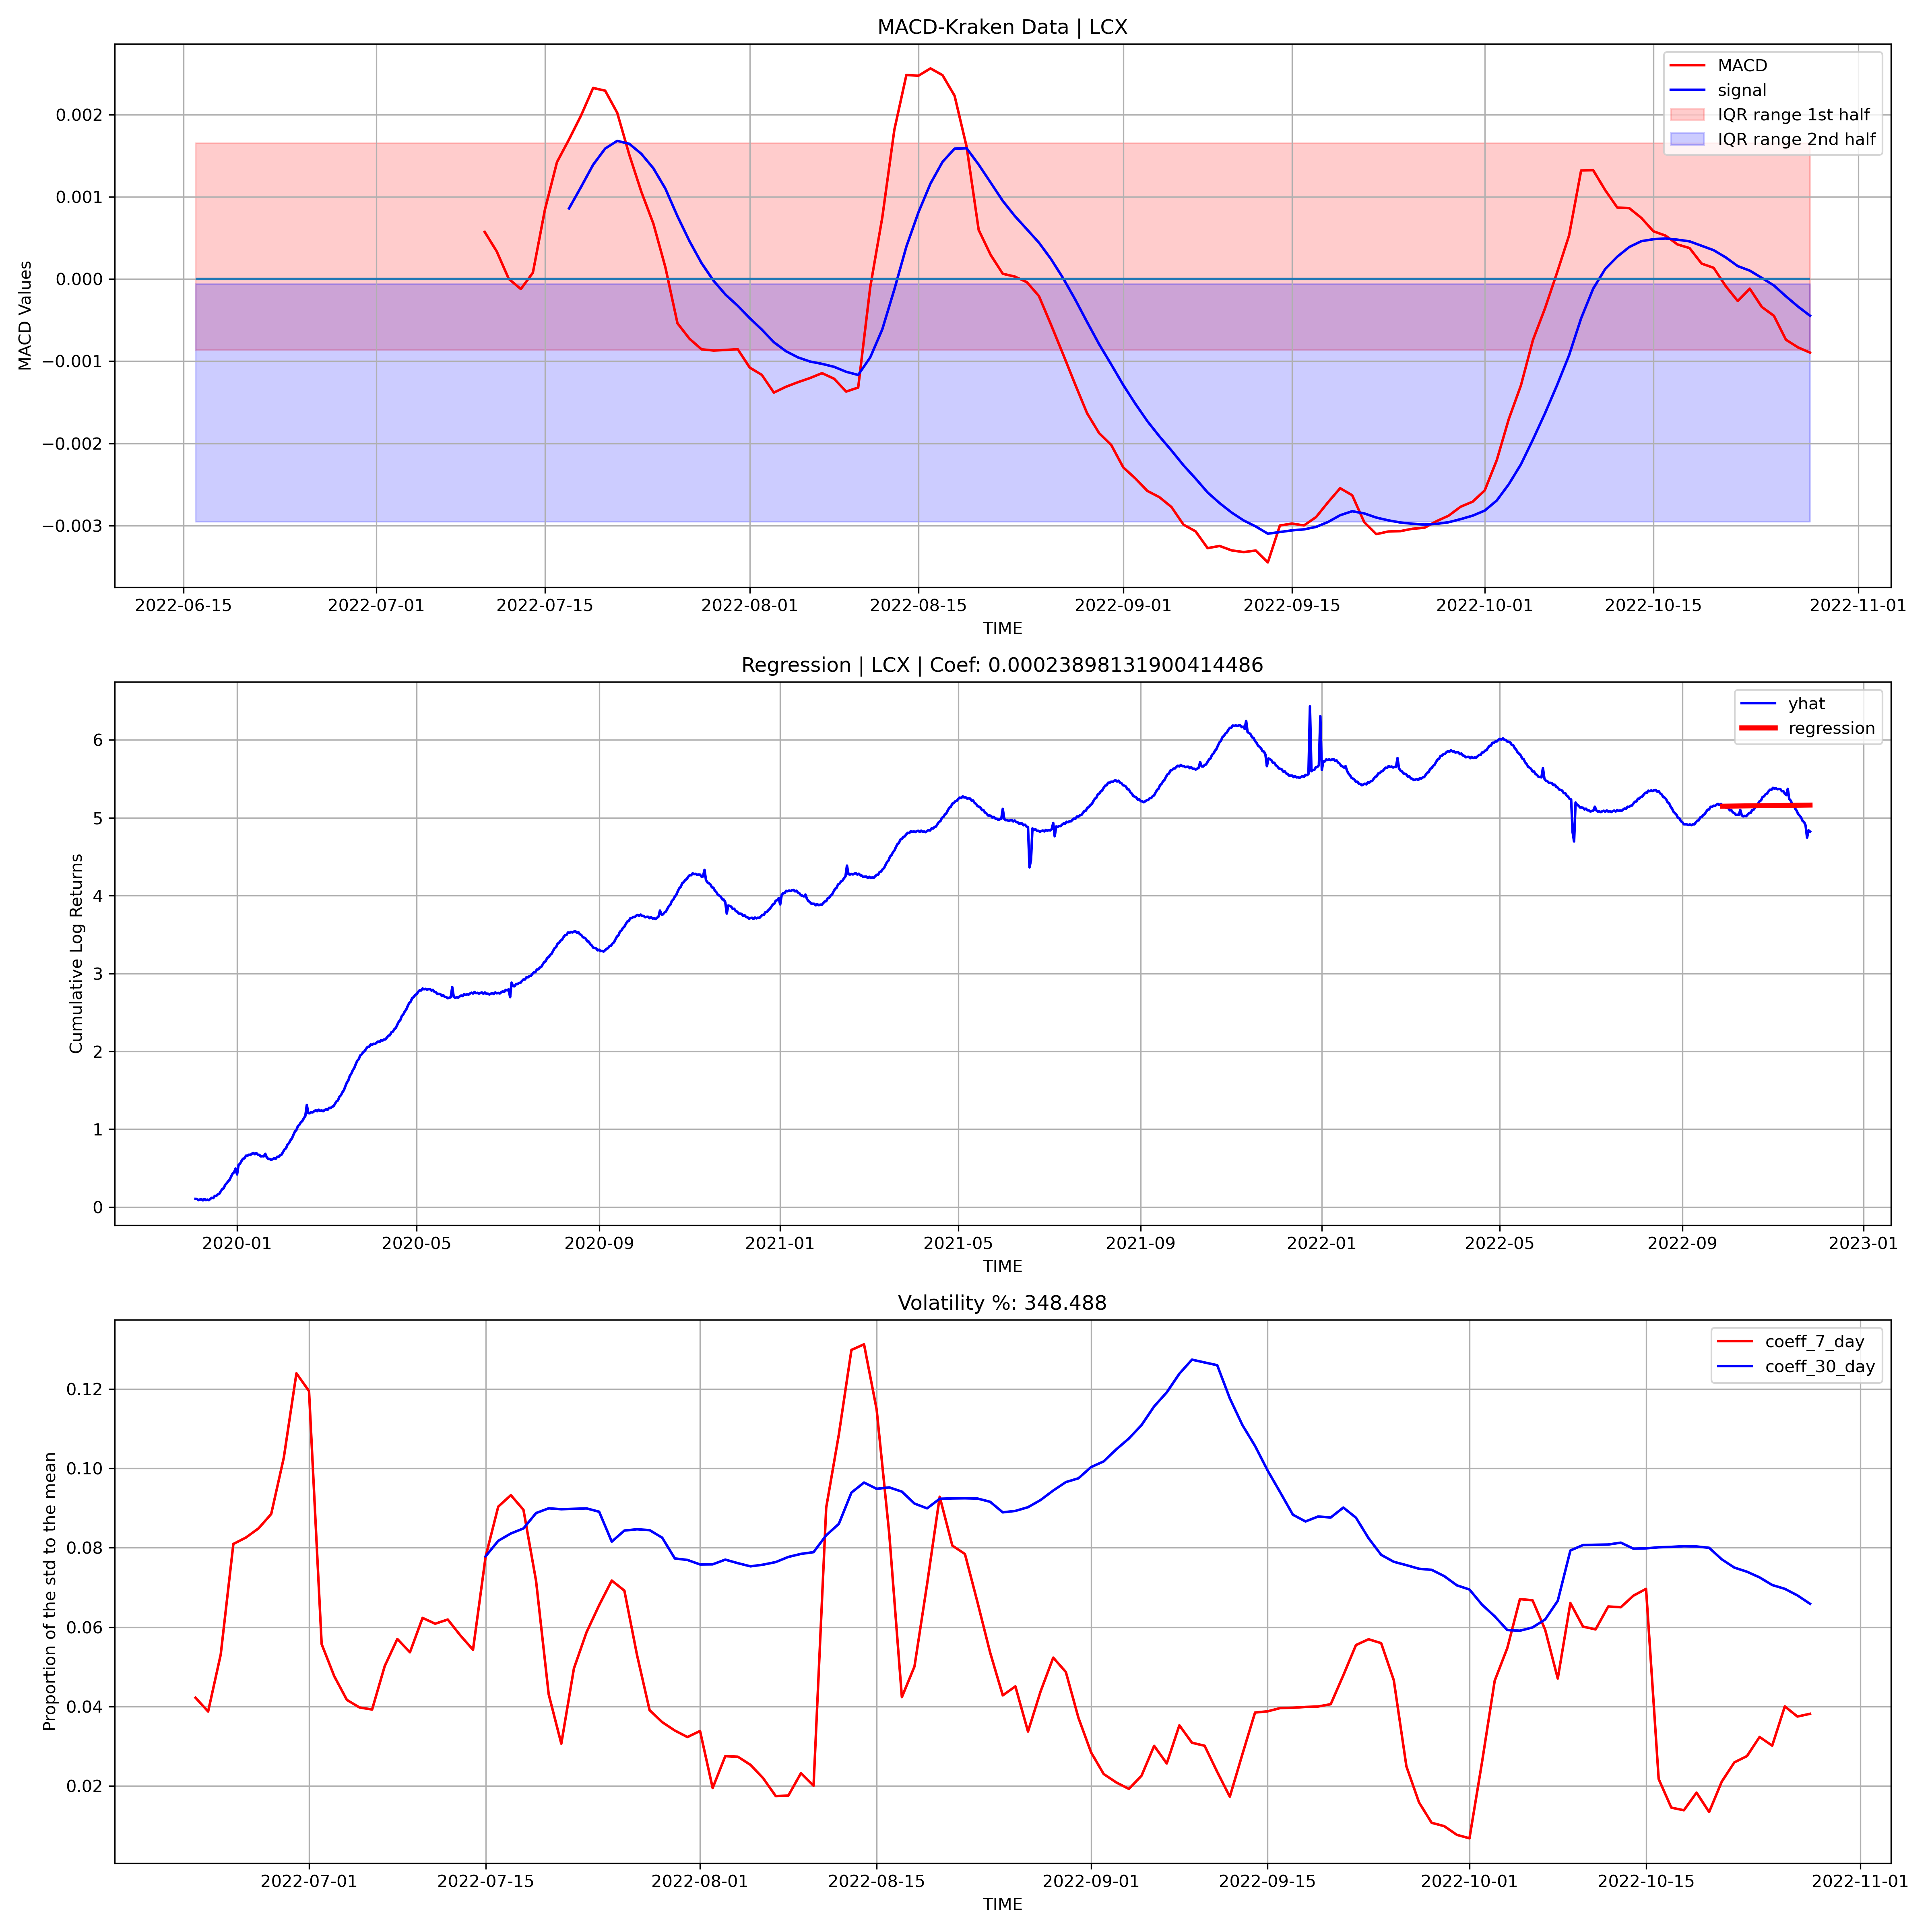 MACD-Kraken Data | LCX
MACD
signal
IQR range 1st half
IQR range 2nd half
MACD Values
0.002
0.001
0.000
−0.001
−0.002
−0.003
2022-06-15 2022-07-01 2022-07-15 2022-08-01 2022-08-15 2022-09-01 2022-09-15 2022-10-01 2022-10-15 2022-11-01
TIME
Regression | LCX | Coef: 0.00023898131900414486
yhat
regression
Cumulative Log Returns
6
5
4
3
2
1
0
2020-01 2020-05 2020-09 2021-01 2021-05 2021-09 2022-01 2022-05 2022-09 2023-01
TIME
Volatility %: 348.488
coeff_7_day
coeff_30_day
Proportion of the std to the mean
0.12
0.10
0.08
0.06
0.04
0.02
2022-07-01 2022-07-15 2022-08-01 2022-08-15 2022-09-01 2022-09-15 2022-10-01 2022-10-15 2022-11-01
TIME